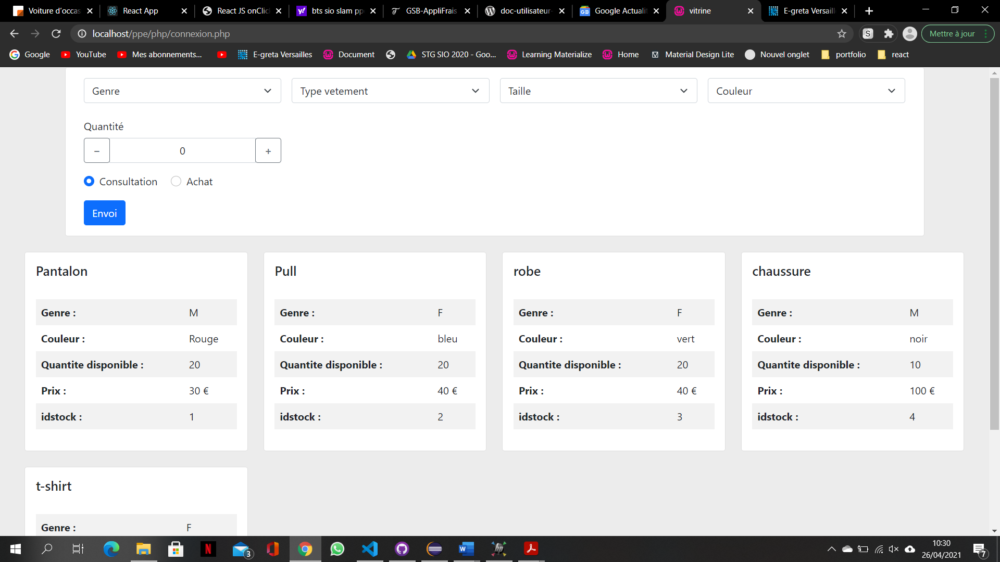 Voiture d'occas
React App
React JS onClic
bts sio slam pp
GSB-AppliFrais
doc-utilisateur-
Google Actualit
vitrine
E-greta Versaill
localhost/ppe/php/connexion.php
S
Mettre à jour
Google
YouTube
Mes abonnements...
E-greta Versailles
Document
STG SIO 2020 - Goo...
Learning Materialize
Home
Material Design Lite
Nouvel onglet
portfolio
react
Genre
Type vetement
Taille
Couleur
Quantité
− 0 +
Consultation
Achat
Envoi
Pantalon
Genre : M
Couleur : Rouge
Quantite disponible : 20
Prix : 30 €
idstock : 1
Pull
Genre : F
Couleur : bleu
Quantite disponible : 20
Prix : 40 €
idstock : 2
robe
Genre : F
Couleur : vert
Quantite disponible : 20
Prix : 40 €
idstock : 3
chaussure
Genre : M
Couleur : noir
Quantite disponible : 10
Prix : 100 €
idstock : 4
t-shirt
Genre : F
3
10:30
26/04/2021
7